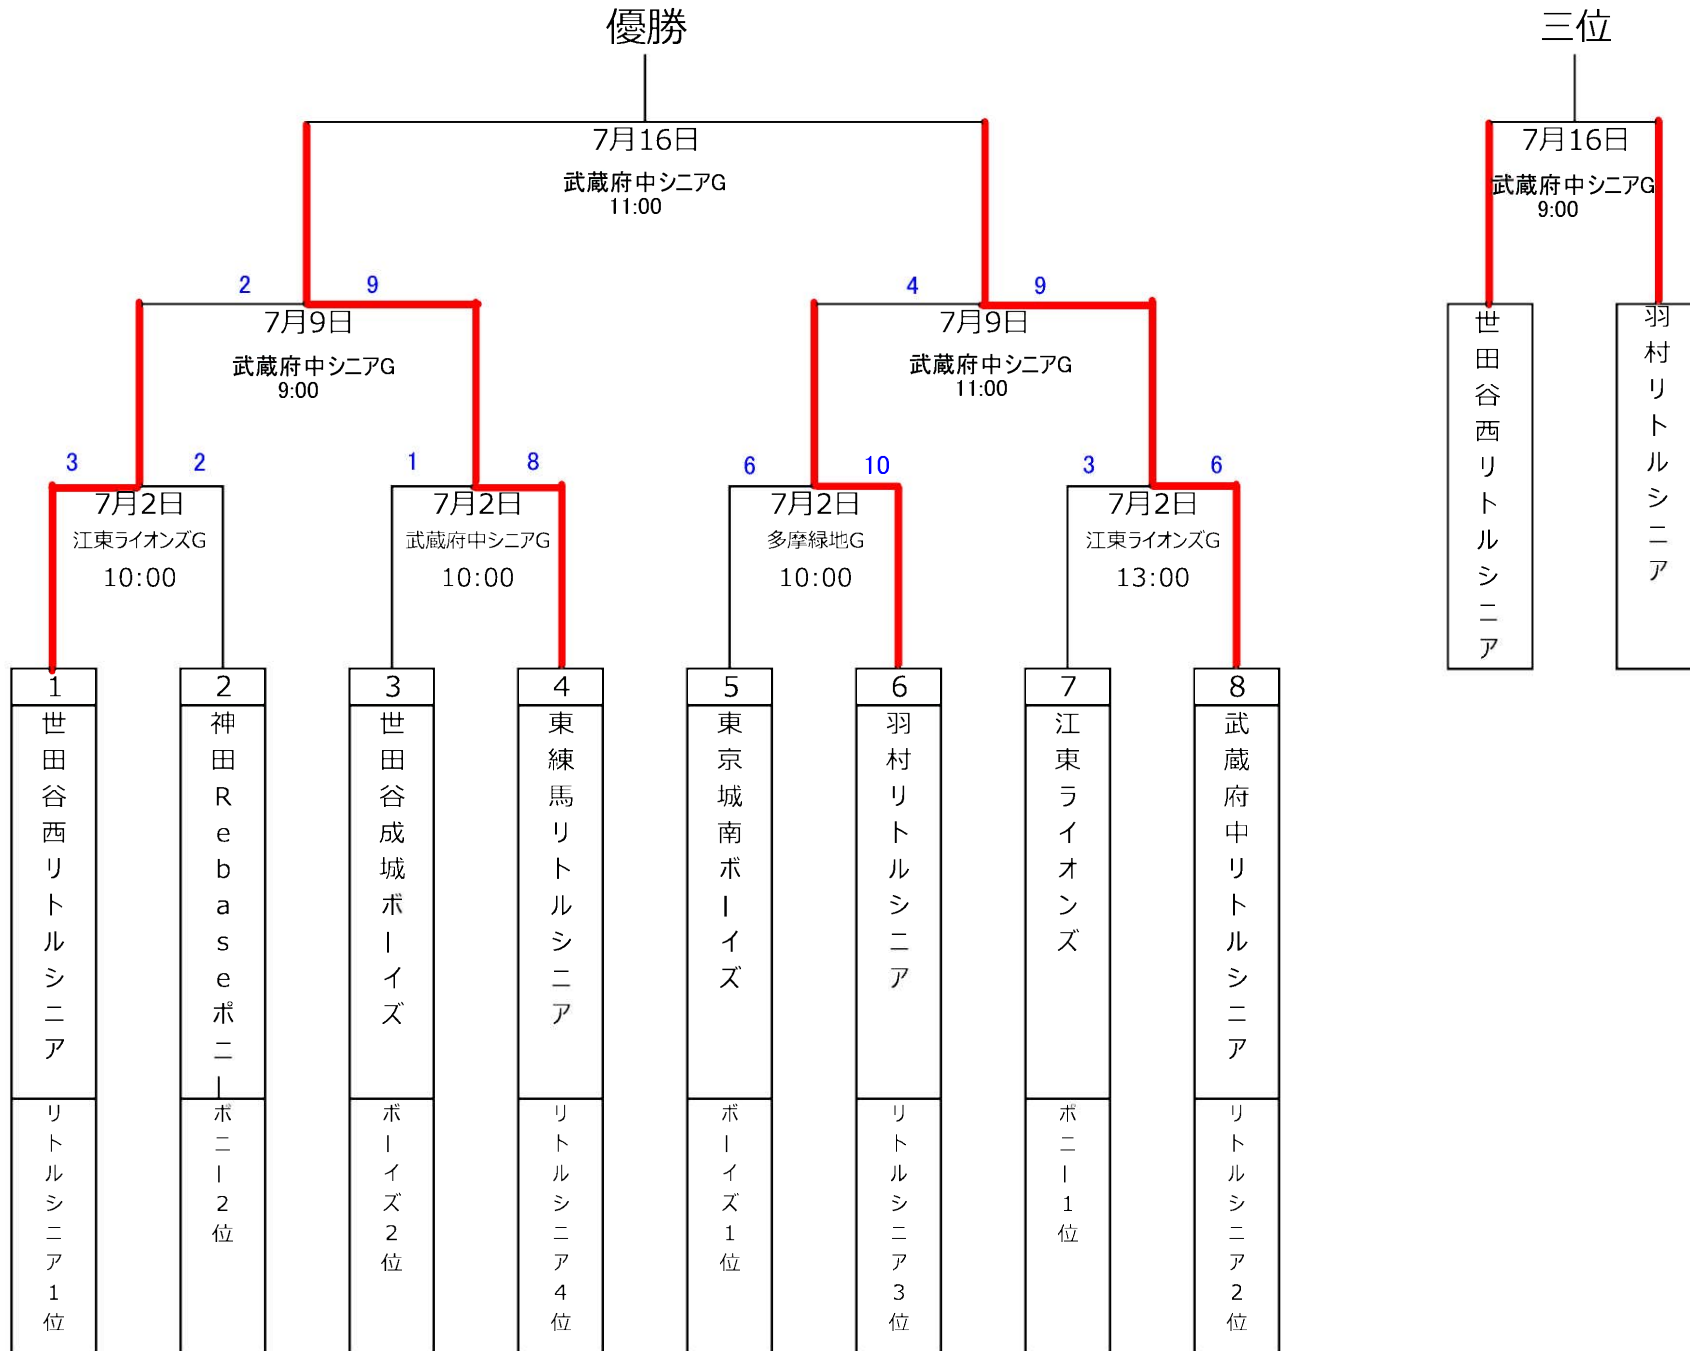 優勝
三位
7月16日
武蔵府中シニアG
11:00
7月16日
武蔵府中シニアG
9:00
2
9
4
9
7月9日
武蔵府中シニアG
9:00
7月9日
武蔵府中シニアG
11:00
世田谷西リトルシニア
羽村リトルシニア
3
2
1
8
6
10
3
6
7月2日
江東ライオンズG
10:00
7月2日
武蔵府中シニアG
10:00
7月2日
多摩緑地G
10:00
7月2日
江東ライオンズG
13:00
1
世田谷西リトルシニア
リトルシニア1位
2
神田Rebaseポニー
ポニー2位
3
世田谷成城ボーイズ
ボーイズ2位
4
東練馬リトルシニア
リトルシニア4位
5
東京城南ボーイズ
ボーイズ1位
6
羽村リトルシニア
リトルシニア3位
7
江東ライオンズ
ポニー1位
8
武蔵府中リトルシニア
リトルシニア2位